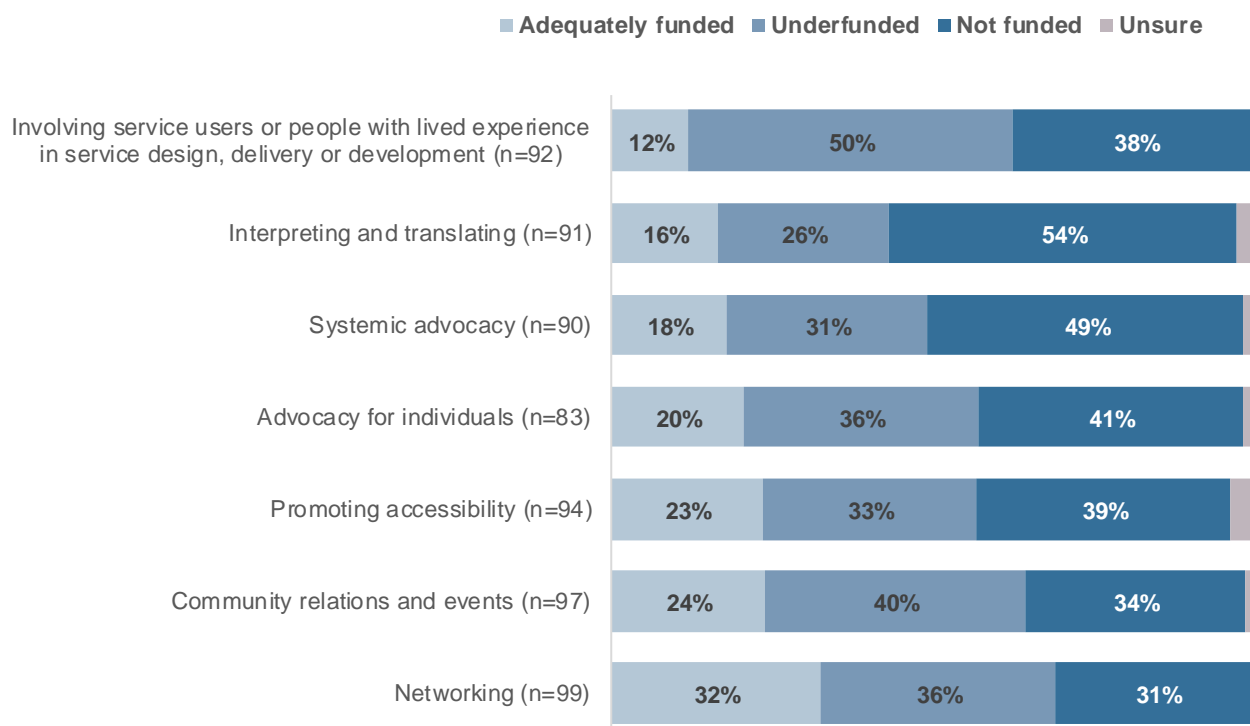 Adequately funded Underfunded Not funded Unsure
Involving service users or people with lived experience
in service design, delivery or development (n=92)
12% 50% 38%
Interpreting and translating (n=91)
16% 26% 54%
Systemic advocacy (n=90)
18% 31% 49%
Advocacy for individuals (n=83)
20% 36% 41%
Promoting accessibility (n=94)
23% 33% 39%
Community relations and events (n=97)
24% 40% 34%
Networking (n=99)
32% 36% 31%